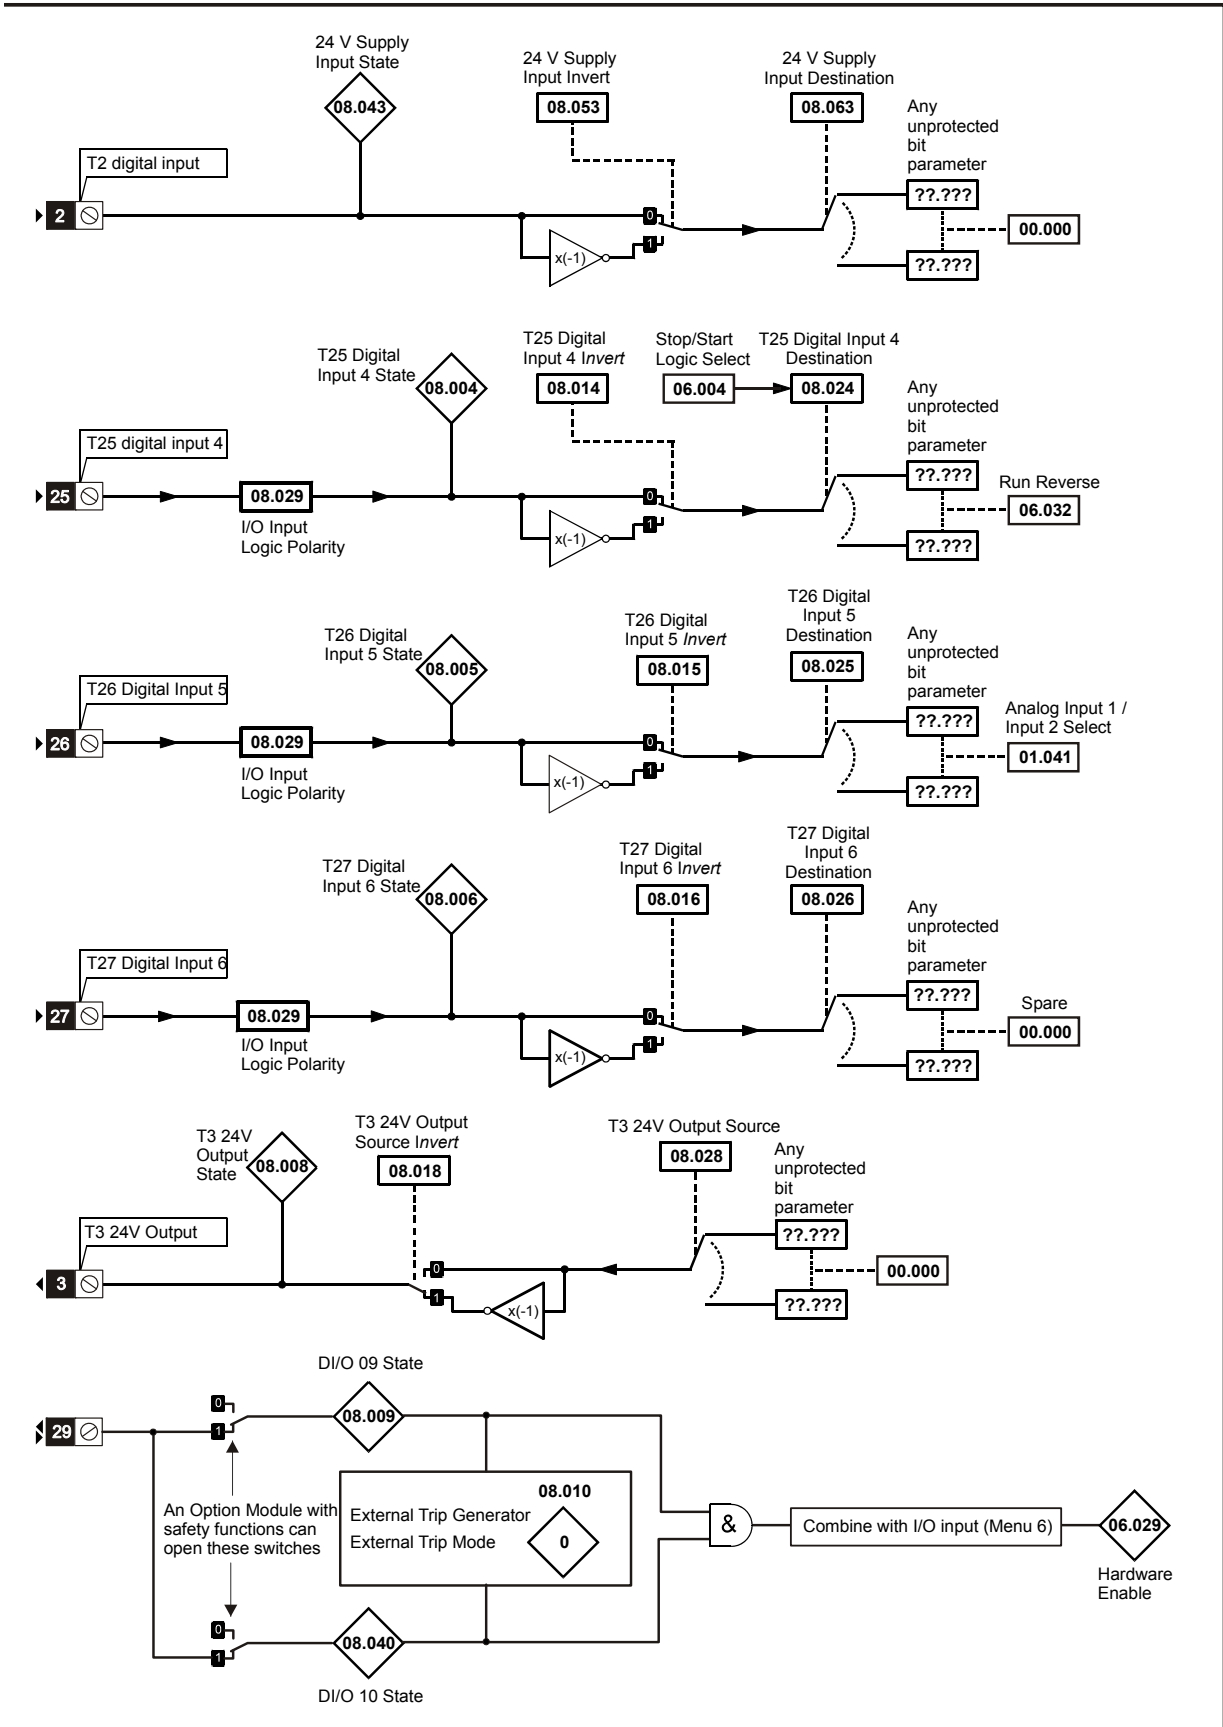 24 V Supply
Input State
08.043
24 V Supply
Input Invert
08.053
24 V Supply
Input Destination
08.063
Any
unprotected
bit
parameter
T2 digital input
2
0
1
x(-1)
??.???
??.???
00.000
T25 Digital
Input 4 State
08.004
T25 Digital
Input 4 Invert
08.014
Stop/Start
Logic Select
06.004
T25 Digital Input 4
Destination
08.024
Any
unprotected
bit
parameter
T25 digital input 4
25
08.029
I/O Input
Logic Polarity
0
1
x(-1)
??.???
??.???
Run Reverse
06.032
T26 Digital
Input 5 State
08.005
T26 Digital
Input 5 Invert
08.015
T26 Digital
Input 5
Destination
08.025
Any
unprotected
bit
parameter
T26 Digital Input 5
26
08.029
I/O Input
Logic Polarity
0
1
x(-1)
??.???
??.???
Analog Input 1 /
Input 2 Select
01.041
T27 Digital
Input 6 State
08.006
T27 Digital
Input 6 Invert
08.016
T27 Digital
Input 6
Destination
08.026
Any
unprotected
bit
parameter
T27 Digital Input 6
27
08.029
I/O Input
Logic Polarity
0
1
x(-1)
??.???
??.???
Spare
00.000
T3 24V
Output
State
08.008
T3 24V Output
Source Invert
08.018
T3 24V Output Source
08.028
Any
unprotected
bit
parameter
T3 24V Output
3
0
1
x(-1)
??.???
??.???
00.000
DI/O 09 State
29
0
1
08.009
An Option Module with
safety functions can
open these switches
08.010
External Trip Generator
External Trip Mode
0
&
Combine with I/O input (Menu 6)
06.029
Hardware
Enable
0
1
08.040
DI/O 10 State